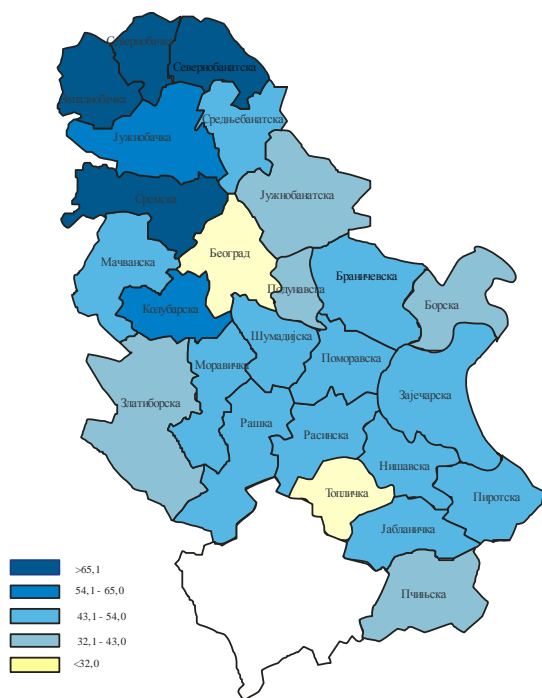 Севернобачка
Севернобанатска
Западнобачка
Средњебанатска
Јужнобачка
Јужнобанатска
Сремска
Београд
Мачванска
Подунавска
Браничевска
Борска
Колубарска
Шумадијска
Моравичка
Поморавска
Зајечарска
Златиборска
Рашка
Расинска
Нишавска
Топличка
Пиротска
Јабланичка
Пчињска
>65,1
54,1 - 65,0
43,1 - 54,0
32,1 - 43,0
<32,0